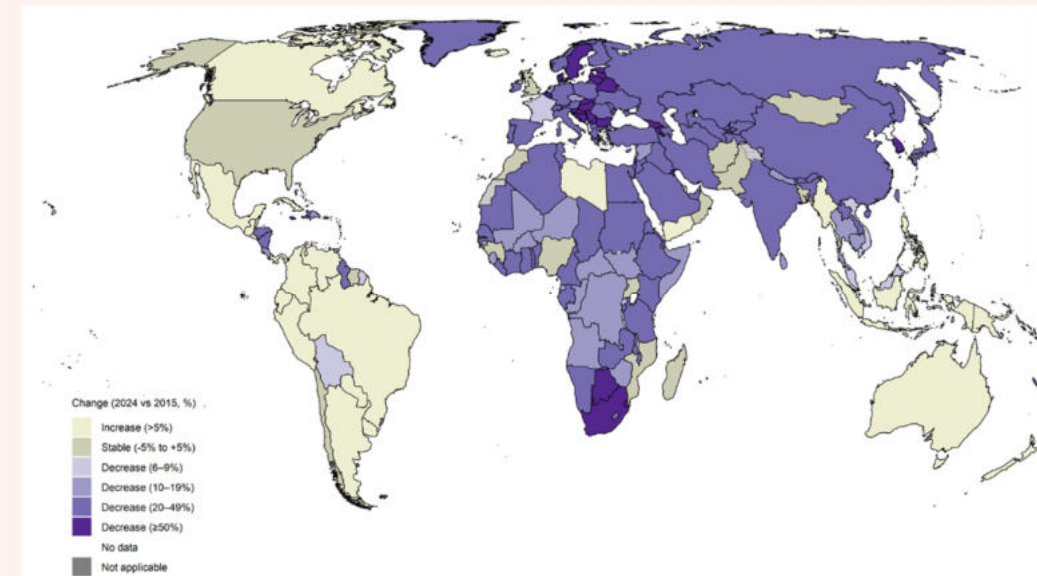 Change (2024 vs 2015, %)
Increase (>5%)
Stable (-5% to +5%)
Decrease (6–9%)
Decrease (10–19%)
Decrease (20–49%)
Decrease (≥50%)
No data
Not applicable